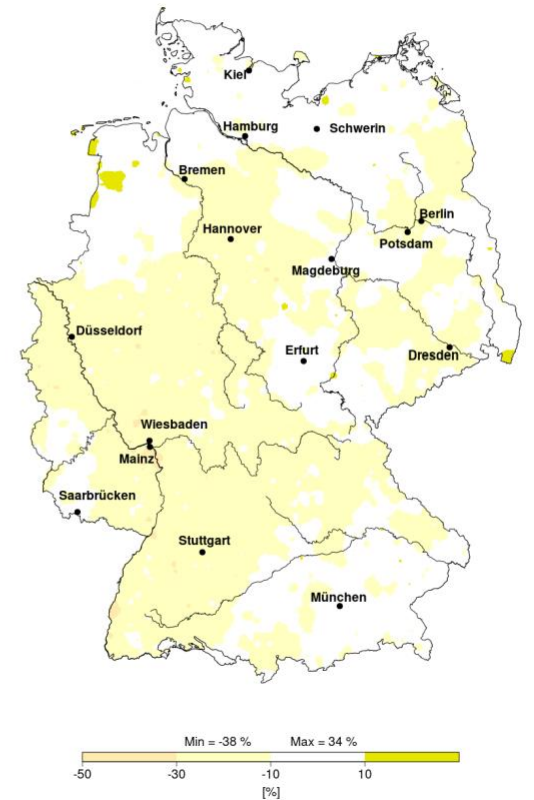 Kiel
Hamburg
Schwerin
Bremen
Berlin
Hannover
Potsdam
Magdeburg
Düsseldorf
Erfurt
Dresden
Wiesbaden
Mainz
Saarbrücken
Stuttgart
München
Min = -38 % Max = 34 %
-50 -30 -10 10
[%]